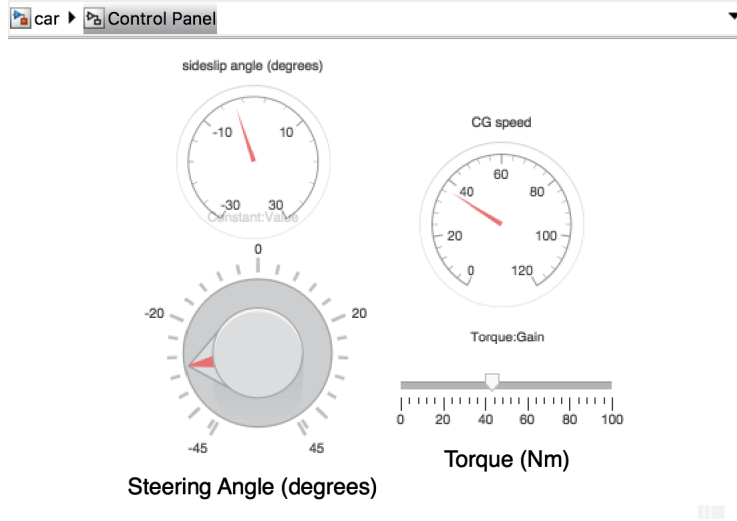 car Control Panel
sideslip angle (degrees)
-10 10
-30 30
Constant:Value
CG speed
60
40 80
20 100
0 120
0
-20 20
-45 45
Steering Angle (degrees)
Torque:Gain
0 20 40 60 80 100
Torque (Nm)